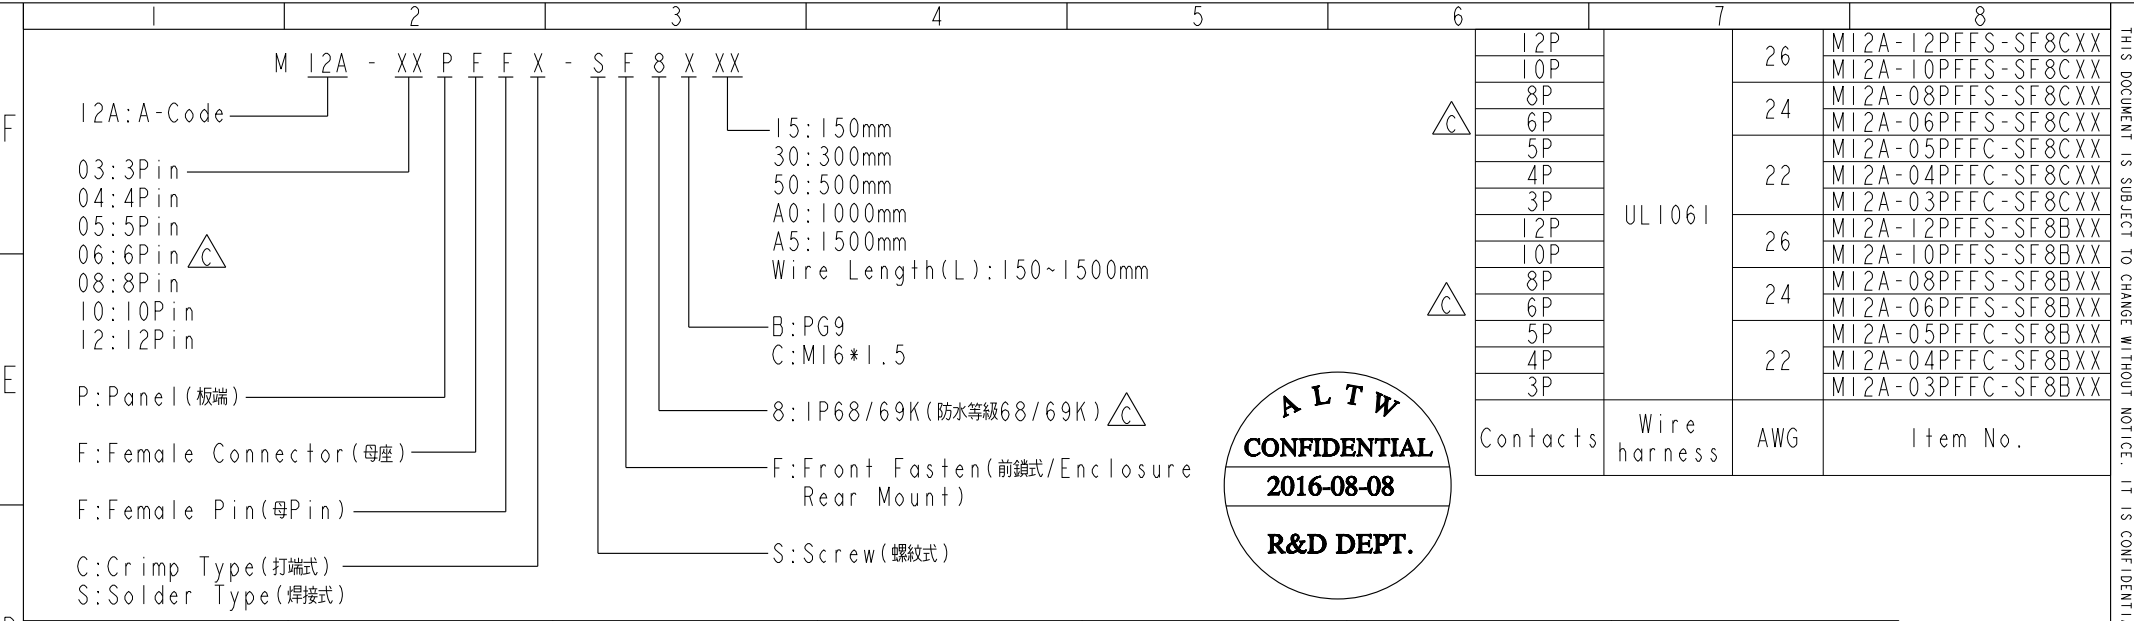 1 2 3 4 5 6 7 8
F
E
M 12A - XX P F F X - S F 8 X XX
12A:A-Code
03:3Pin
04:4Pin
05:5Pin
06:6Pin C
08:8Pin
10:10Pin
12:12Pin
P:Panel(板端)
F:Female Connector(母座)
F:Female Pin(母Pin)
C:Crimp Type(打端式)
S:Solder Type(焊接式)
15:150mm
30:300mm
50:500mm
A0:1000mm
A5:1500mm
Wire Length(L):150~1500mm
B:PG9
C:M16*1.5
8:IP68/69K(防水等級68/69K) C
F:Front Fasten(前鎖式/Enclosure
Rear Mount)
S:Screw(螺紋式)
ALTW
CONFIDENTIAL
2016-08-08
R&D DEPT.
12P UL1061 26 M12A-12PFFS-SF8CXX
10P M12A-10PFFS-SF8CXX
8P 24 M12A-08PFFS-SF8CXX
C 6P M12A-06PFFS-SF8CXX
5P 22 M12A-05PFFC-SF8CXX
4P M12A-04PFFC-SF8CXX
3P M12A-03PFFC-SF8CXX
12P 26 M12A-12PFFS-SF8BXX
10P M12A-10PFFS-SF8BXX
8P 24 M12A-08PFFS-SF8BXX
C 6P M12A-06PFFS-SF8BXX
5P 22 M12A-05PFFC-SF8BXX
4P M12A-04PFFC-SF8BXX
3P M12A-03PFFC-SF8BXX
Contacts Wire harness AWG Item No.
THIS DOCUMENT IS SUBJECT TO CHANGE WITHOUT NOTICE. IT IS